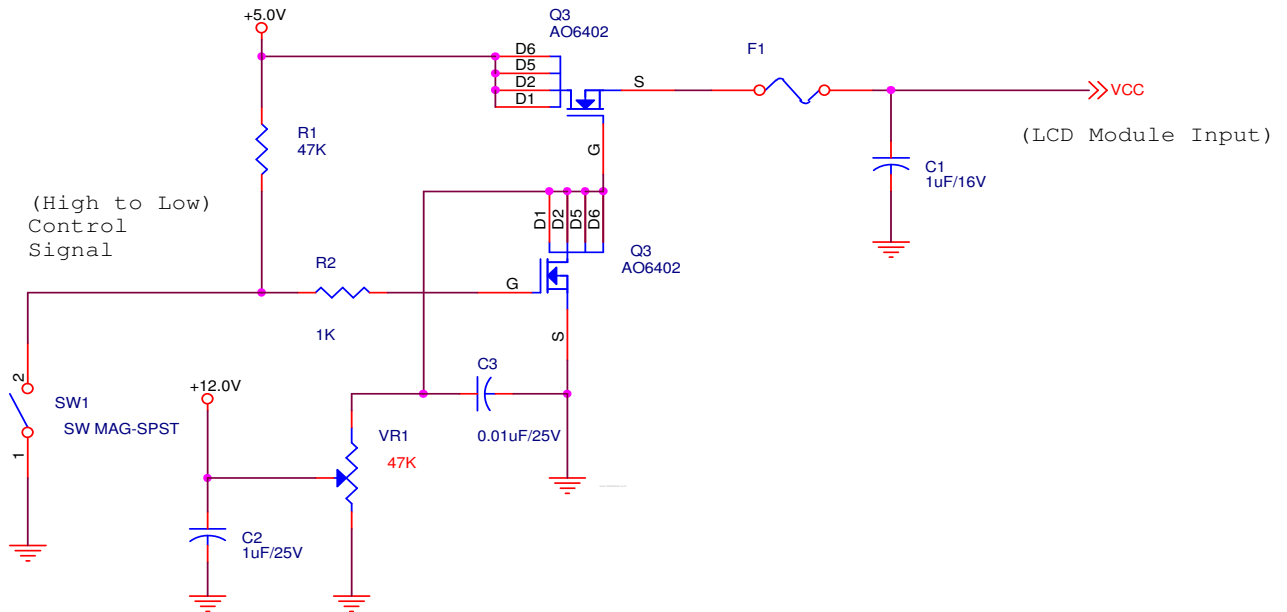 +5.0V
Q3
AO6402
D6
D5
D2
D1
S
G
F1
VCC
(LCD Module Input)
R1
47K
C1
1uF/16V
(High to Low)
Control
Signal
D1
D2
D5
D6
Q3
AO6402
R2
1K
G
S
C3
0.01uF/25V
2
SW1
SW MAG-SPST
1
+12.0V
VR1
47K
C2
1uF/25V